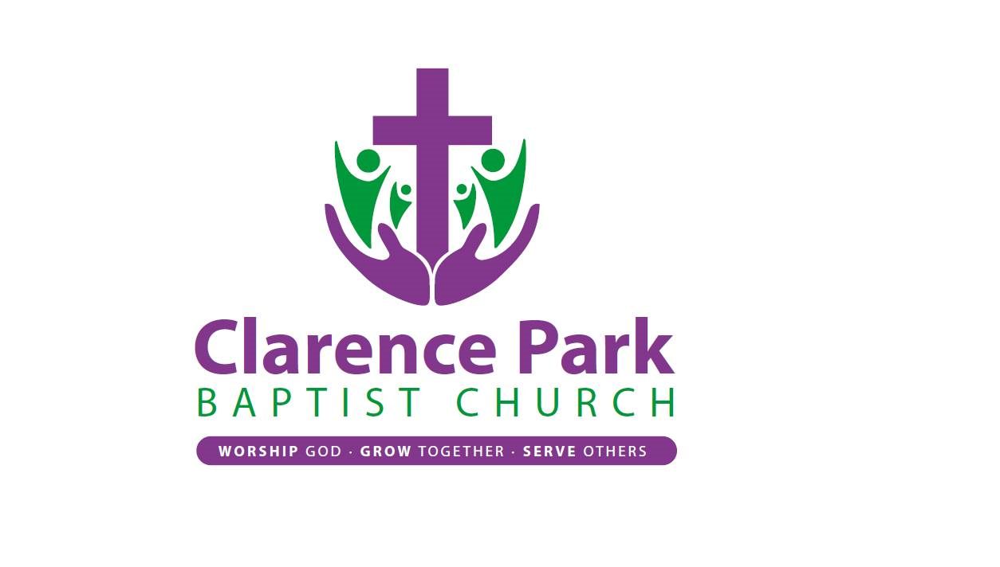 Clarence Park
BAPTIST CHURCH
WORSHIP GOD · GROW TOGETHER · SERVE OTHERS